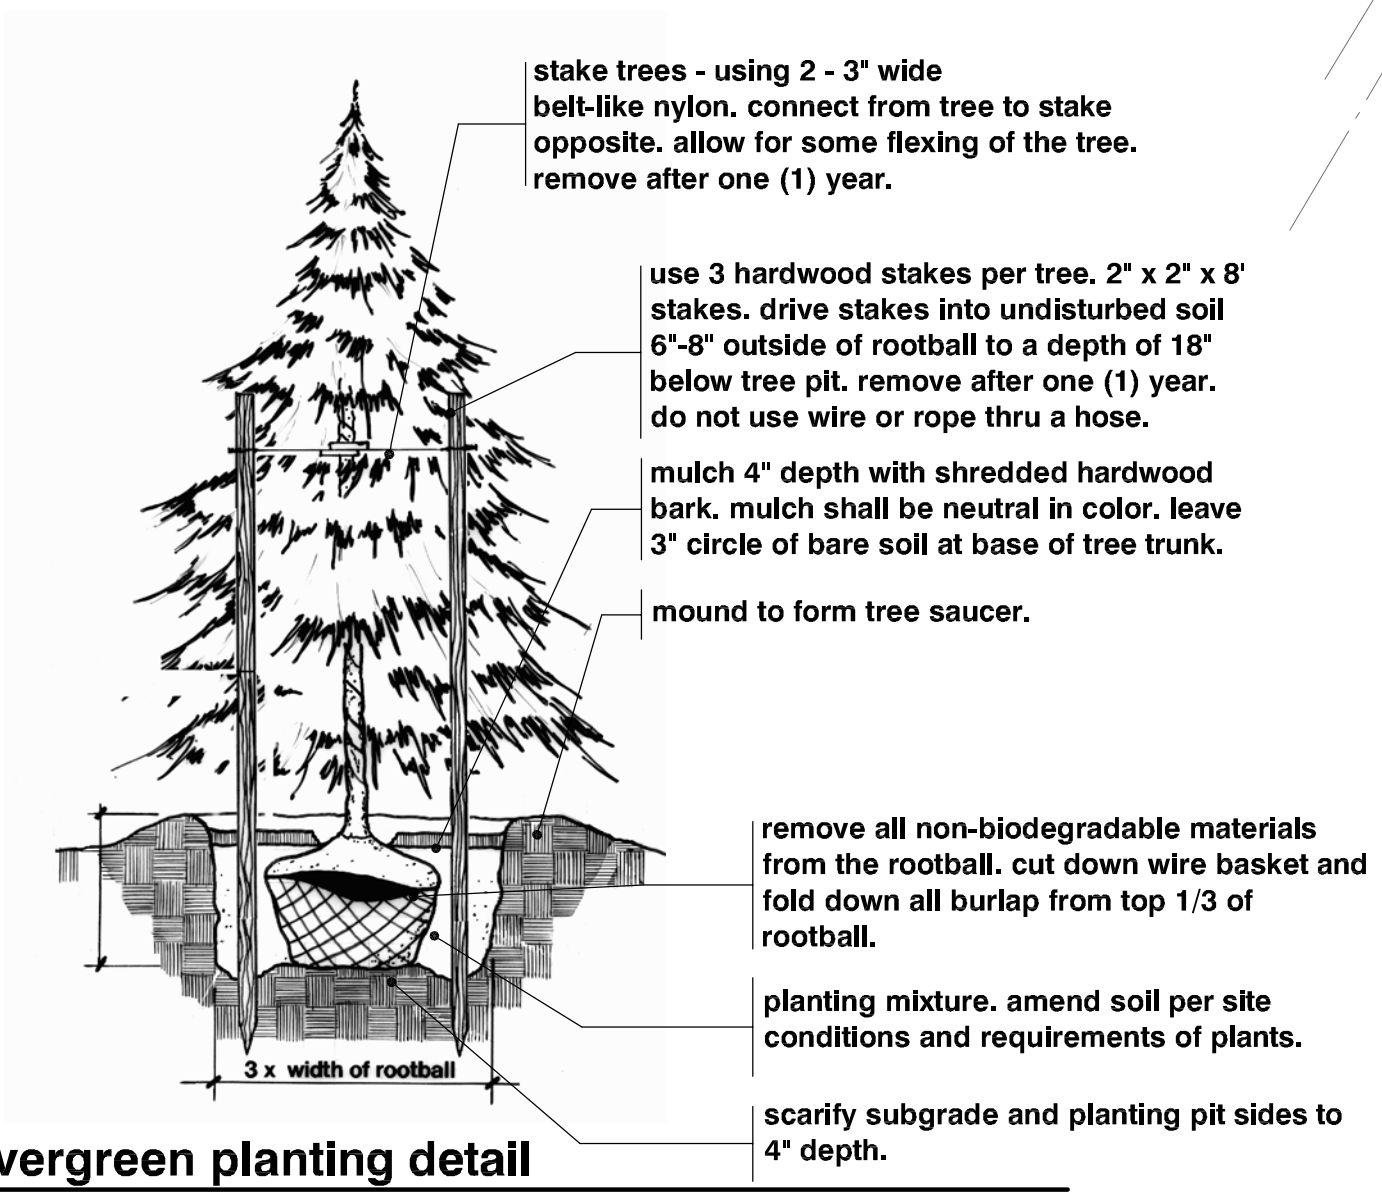 stake trees - using 2 - 3" wide
belt-like nylon. connect from tree to stake
opposite. allow for some flexing of the tree.
remove after one (1) year.
use 3 hardwood stakes per tree. 2" x 2" x 8'
stakes. drive stakes into undisturbed soil
6"-8" outside of rootball to a depth of 18"
below tree pit. remove after one (1) year.
do not use wire or rope thru a hose.
mulch 4" depth with shredded hardwood
bark. mulch shall be neutral in color. leave
3" circle of bare soil at base of tree trunk.
mound to form tree saucer.
remove all non-biodegradable materials
from the rootball. cut down wire basket and
fold down all burlap from top 1/3 of
rootball.
planting mixture. amend soil per site
conditions and requirements of plants.
3 x width of rootball
scarify subgrade and planting pit sides to
4" depth.
vergreen planting detail